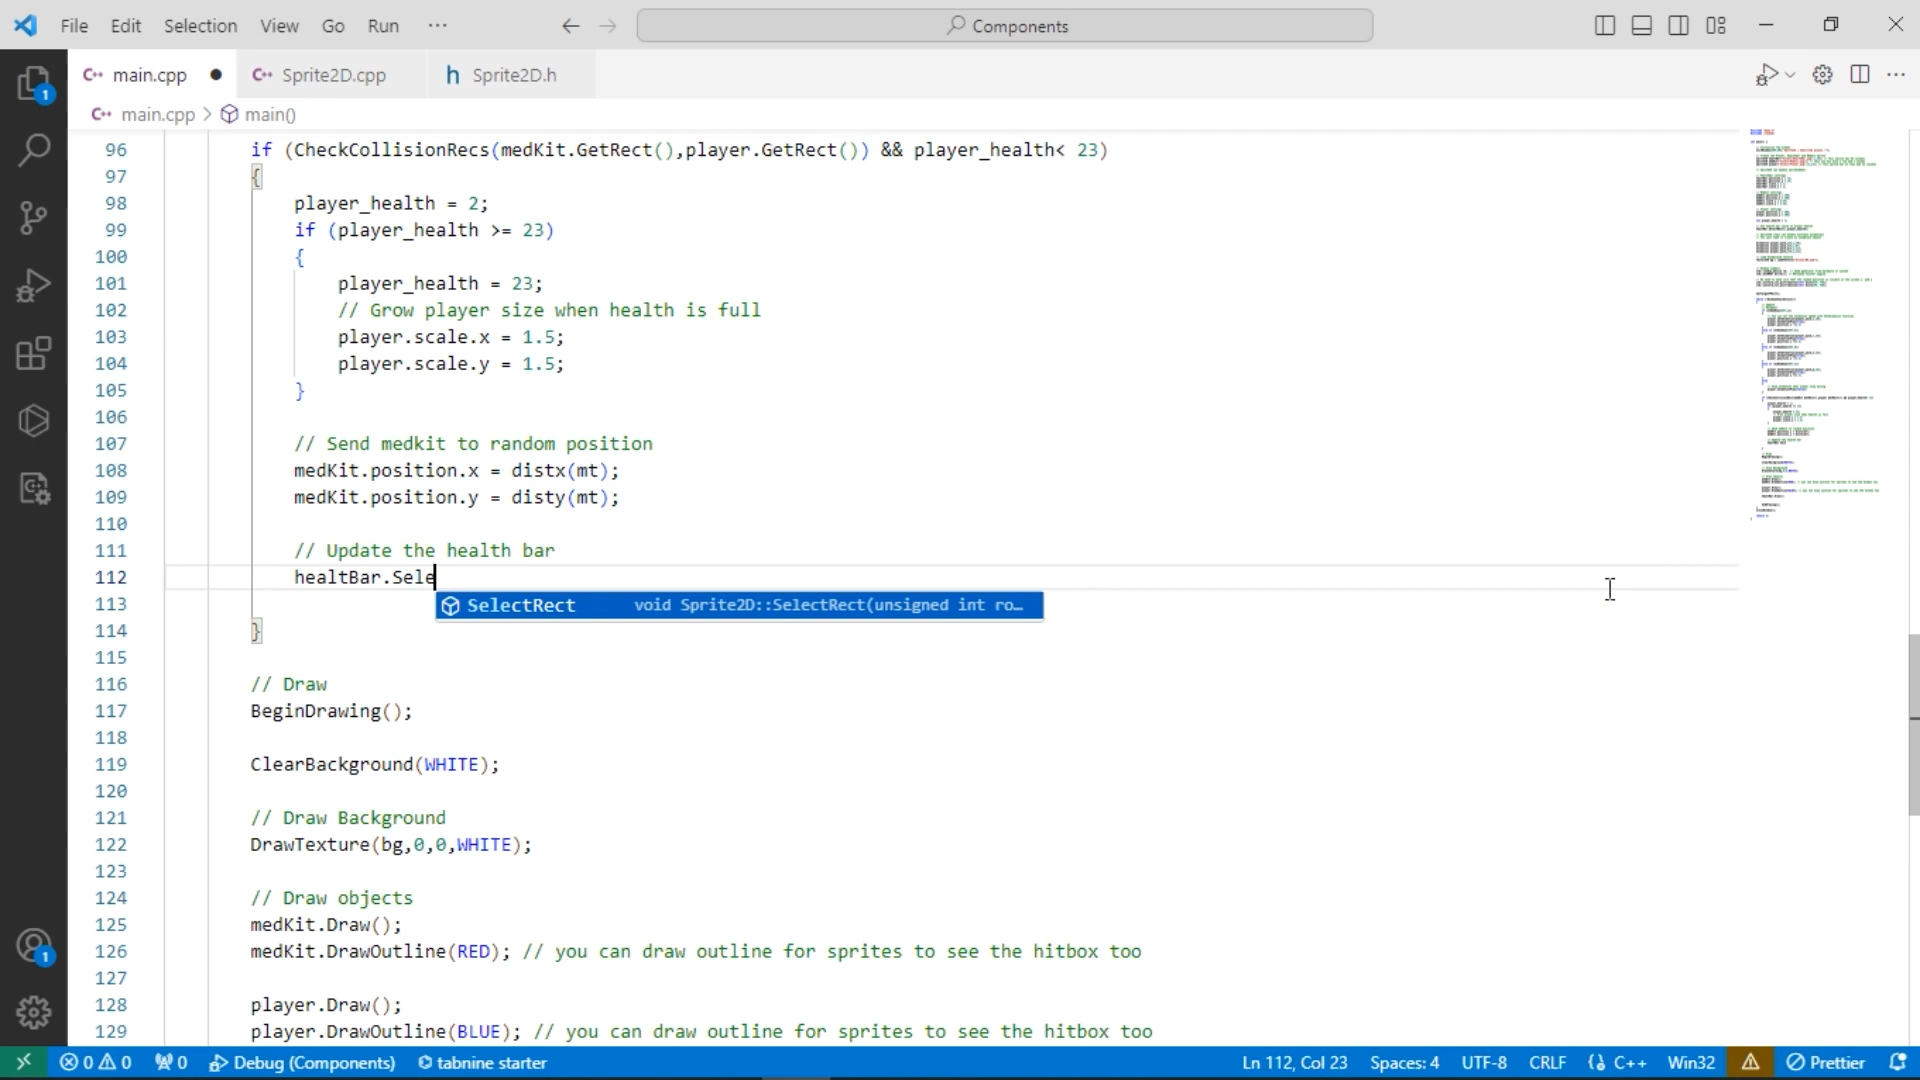 File Edit Selection View Go Run ··· Components
main.cpp Sprite2D.cpp Sprite2D.h
main.cpp > main()
96 if (CheckCollisionRecs(medKit.GetRect(),player.GetRect()) && player_health< 23)
97 {
98 player_health = 2;
99 if (player_health >= 23)
100 {
101 player_health = 23;
102 // Grow player size when health is full
103 player.scale.x = 1.5;
104 player.scale.y = 1.5;
105 }
106
107 // Send medkit to random position
108 medKit.position.x = distx(mt);
109 medKit.position.y = disty(mt);
110
111 // Update the health bar
112 healtBar.Sele
113 SelectRect void Sprite2D::SelectRect(unsigned int ro…
114 }
115
116 // Draw
117 BeginDrawing();
118
119 ClearBackground(WHITE);
120
121 // Draw Background
122 DrawTexture(bg,0,0,WHITE);
123
124 // Draw objects
125 medKit.Draw();
126 medKit.DrawOutline(RED); // you can draw outline for sprites to see the hitbox too
127
128 player.Draw();
129 player.DrawOutline(BLUE); // you can draw outline for sprites to see the hitbox too
1
1
0 0 0 Debug (Components) tabnine starter Ln 112, Col 23 Spaces: 4 UTF-8 CRLF C++ Win32 Prettier